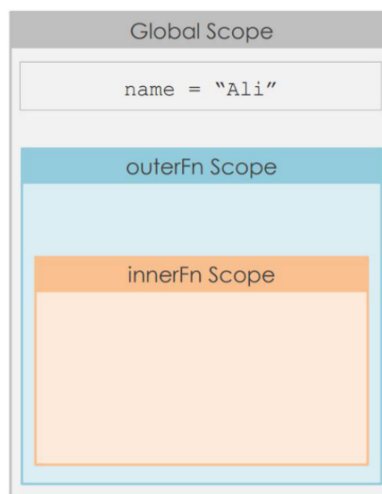 Global Scope
name = “Ali”
outerFn Scope
innerFn Scope